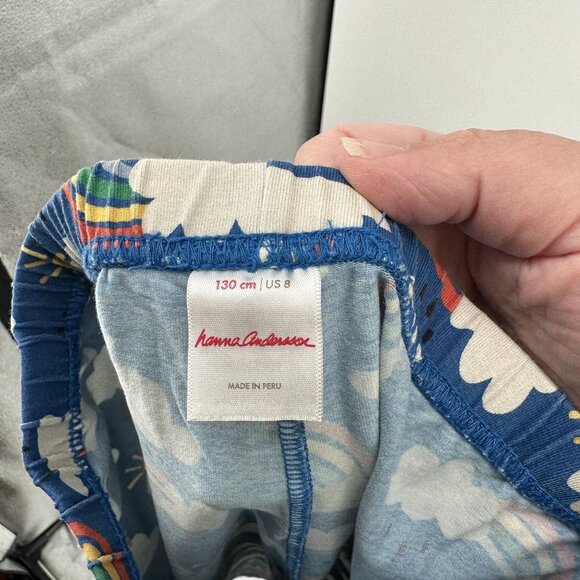 130 cm | US 8
hanna Andersson
MADE IN PERU